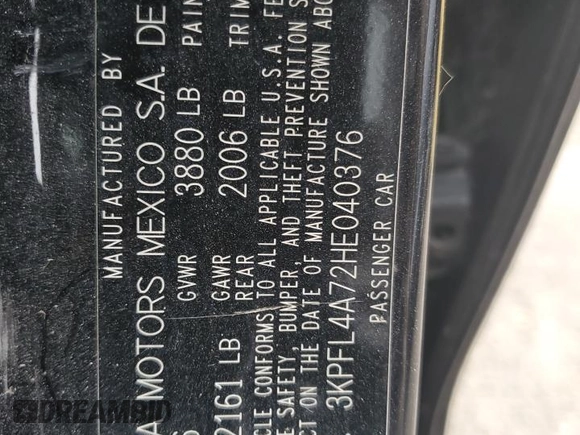 MANUFACTURED BY
MOTORS MEXICO S.A. DE
GVWR 3880 LB PAIN
2161 LB GAWR REAR 2006 LB TRIM
CLE CONFORMS TO ALL APPLICABLE U.S.A. FE
E SAFETY, BUMPER, AND THEFT PREVENTION S
CT ON THE DATE OF MANUFACTURE SHOWN ABO
3KPFL4A72HE040376
PASSENGER CAR
DREAMBID